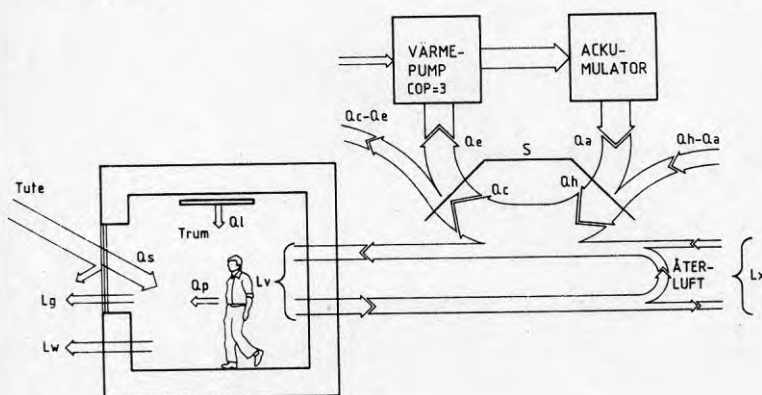 VÄRME-
PUMP
COP=3
ACKU-
MULATOR
Qc-Qe
Qe
S
Qa
Qh-Qa
Qc
Qh
Tute
Trum
Ql
Qs
Qp
Lv
ÅTER-
LUFT
Lx
Lg
Lw